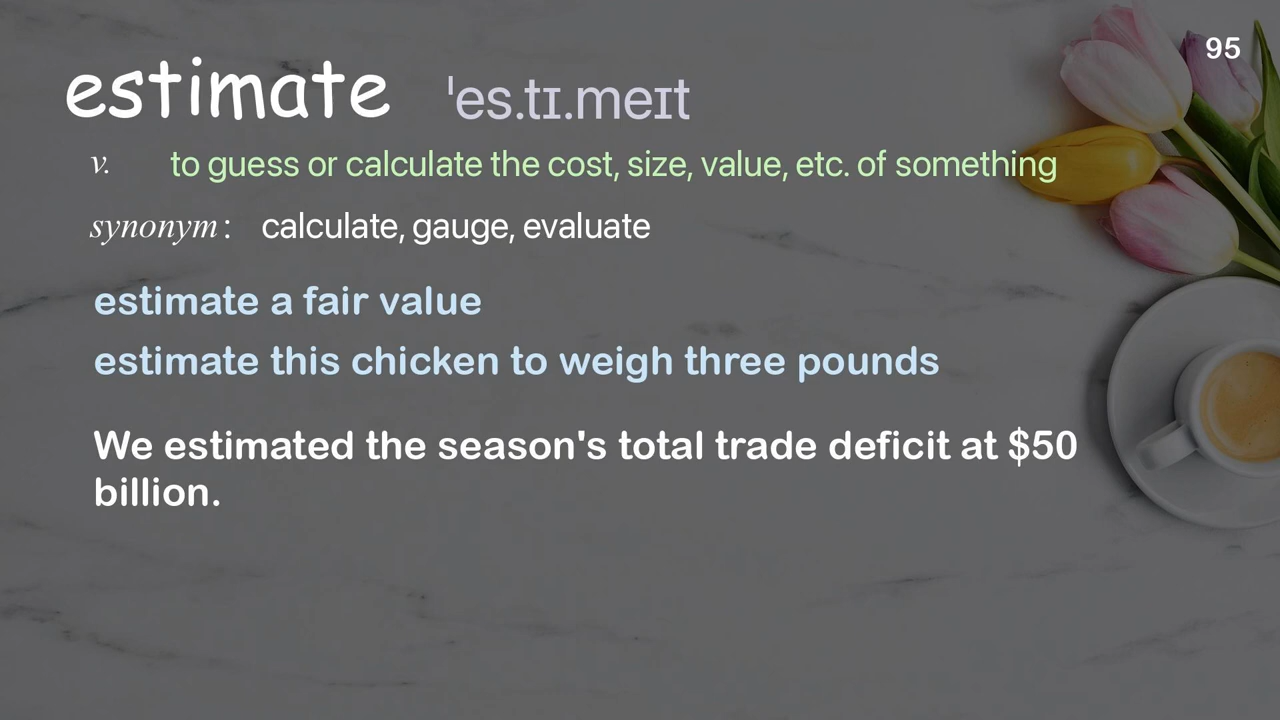 95
estimate ˈes.tɪ.meɪt
v. to guess or calculate the cost, size, value, etc. of something
synonym: calculate, gauge, evaluate
estimate a fair value
estimate this chicken to weigh three pounds
We estimated the season's total trade deficit at $50
billion.